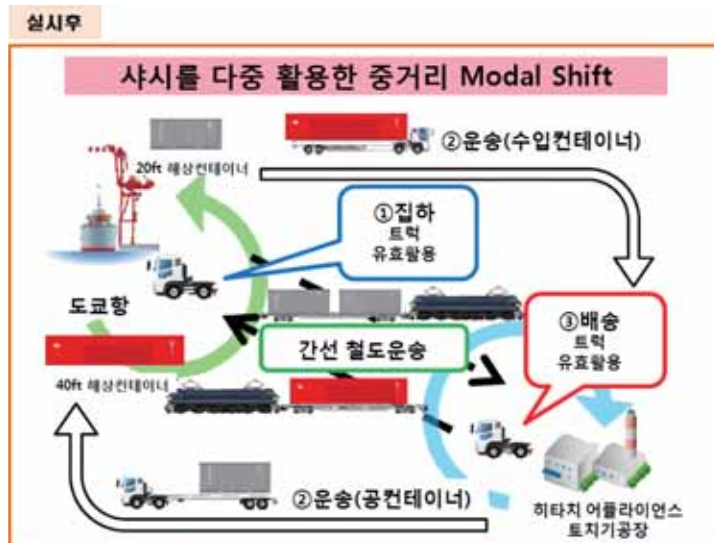 실시후
샤시를 다중 활용한 중거리 Modal Shift
20ft 해상컨테이너
②운송(수입컨테이너)
①집하
트럭
유효활용
도쿄항
③배송
트럭
유효활용
간선 철도운송
40ft 해상컨테이너
②운송(공컨테이너)
히타치 어플라이언스
토치기공장